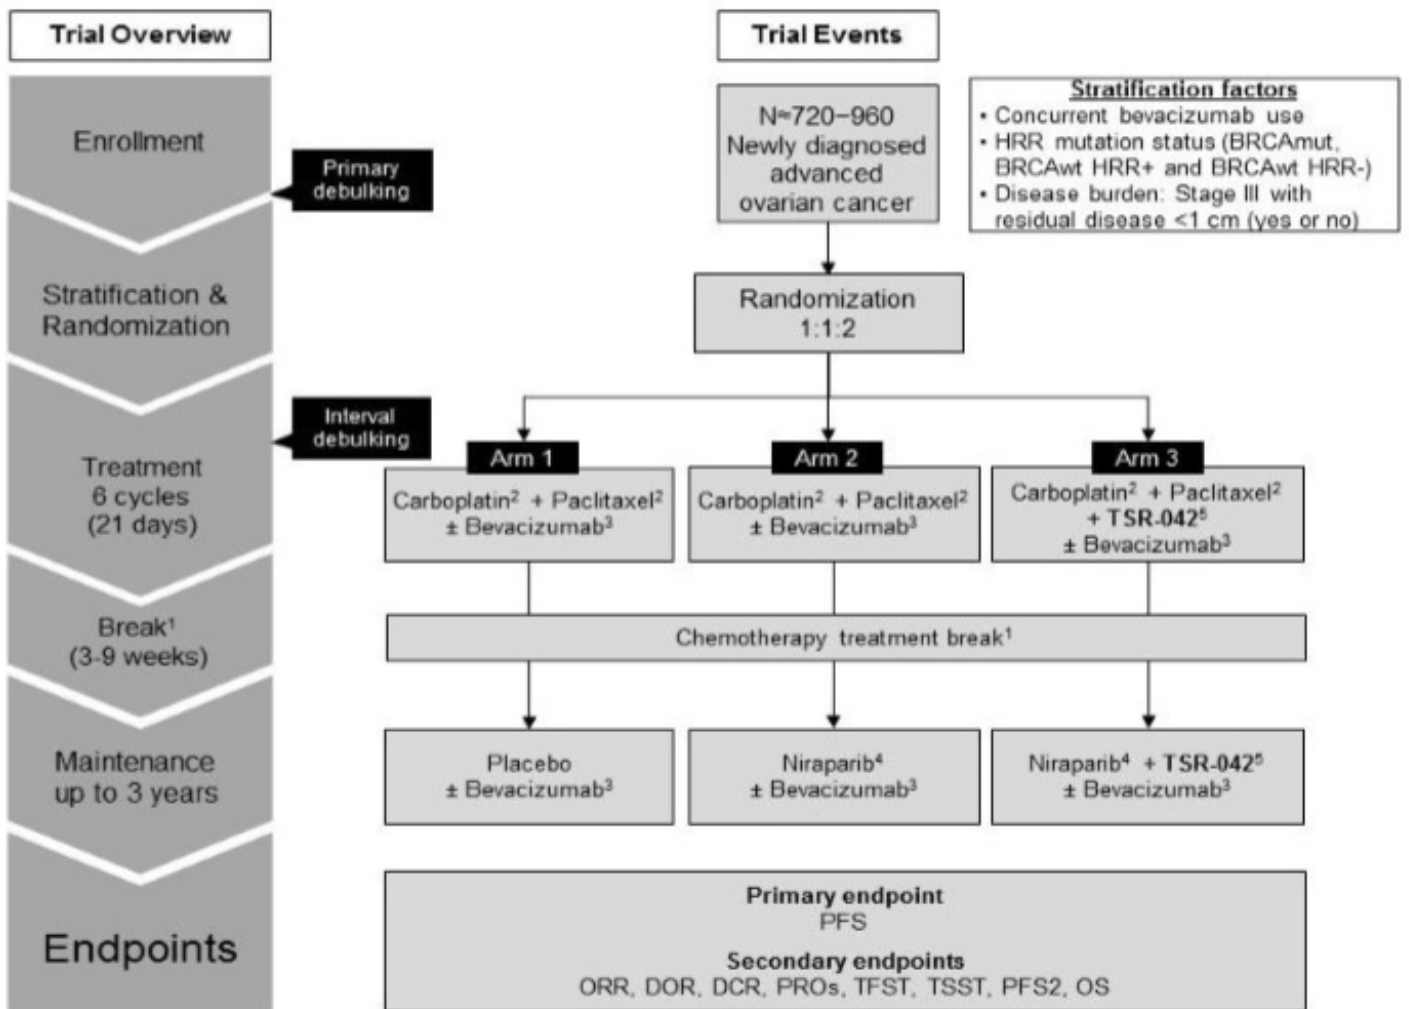 Trial Overview
Enrollment
Primary
debulking
Stratification &
Randomization
Interval
debulking
Treatment
6 cycles
(21 days)
Break¹
(3-9 weeks)
Maintenance
up to 3 years
Endpoints
Trial Events
N≈720−960
Newly diagnosed
advanced
ovarian cancer
Stratification factors
• Concurrent bevacizumab use
• HRR mutation status (BRCAmut,
BRCAwt HRR+ and BRCAwt HRR-)
• Disease burden: Stage III with
residual disease <1 cm (yes or no)
Randomization
1:1:2
Arm 1
Carboplatin² + Paclitaxel²
± Bevacizumab³
Arm 2
Carboplatin² + Paclitaxel²
± Bevacizumab³
Arm 3
Carboplatin² + Paclitaxel²
+ TSR-042⁵
± Bevacizumab³
Chemotherapy treatment break¹
Placebo
± Bevacizumab³
Niraparib⁴
± Bevacizumab³
Niraparib⁴ + TSR-042⁵
± Bevacizumab³
Primary endpoint
PFS
Secondary endpoints
ORR, DOR, DCR, PROs, TFST, TSST, PFS2, OS